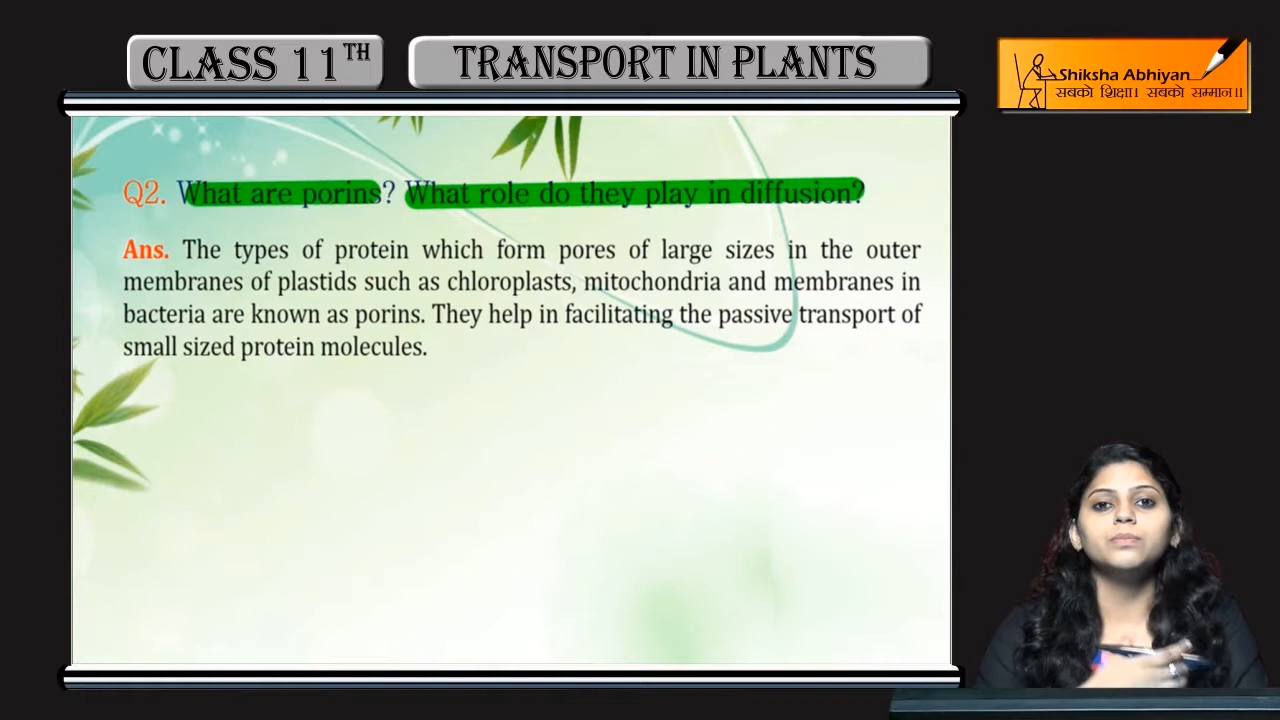 CLASS 11TH
TRANSPORT IN PLANTS
Shiksha Abhiyan
सबको शिक्षा। सबको सम्मान।।
Q2. What are porins? What role do they play in diffusion?
Ans. The types of protein which form pores of large sizes in the outer
membranes of plastids such as chloroplasts, mitochondria and membranes in
bacteria are known as porins. They help in facilitating the passive transport of
small sized protein molecules.